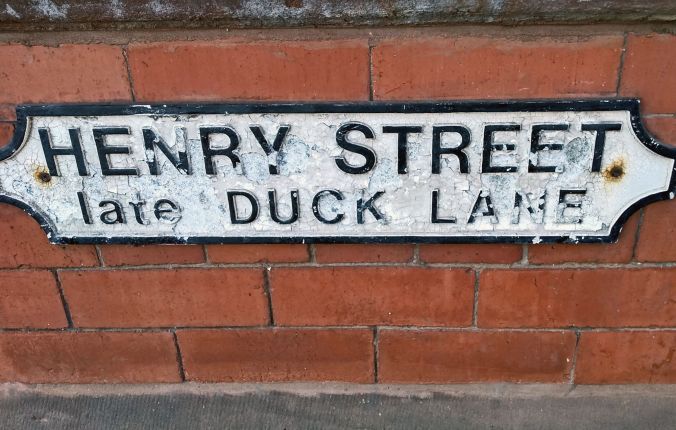 HENRY STREET
late DUCK LANE